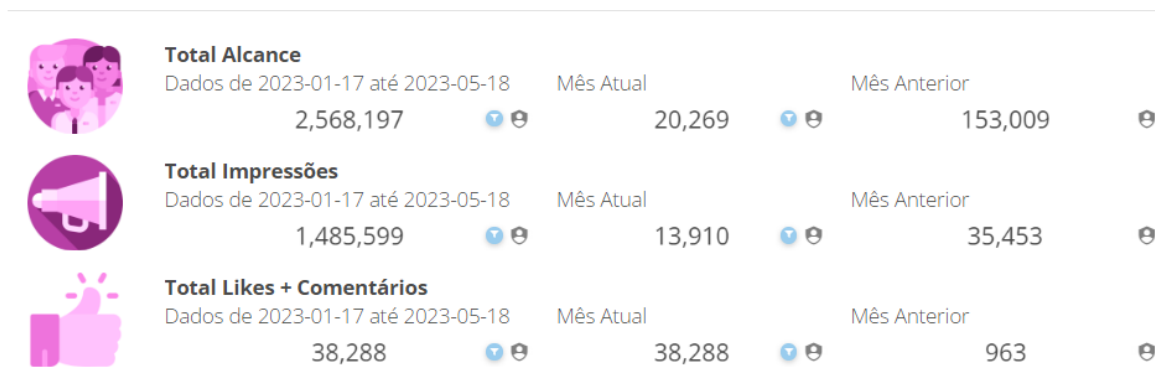 Total Alcance
Dados de 2023-01-17 até 2023-05-18 Mês Atual Mês Anterior
2,568,197 20,269 153,009
Total Impressões
Dados de 2023-01-17 até 2023-05-18 Mês Atual Mês Anterior
1,485,599 13,910 35,453
Total Likes + Comentários
Dados de 2023-01-17 até 2023-05-18 Mês Atual Mês Anterior
38,288 38,288 963